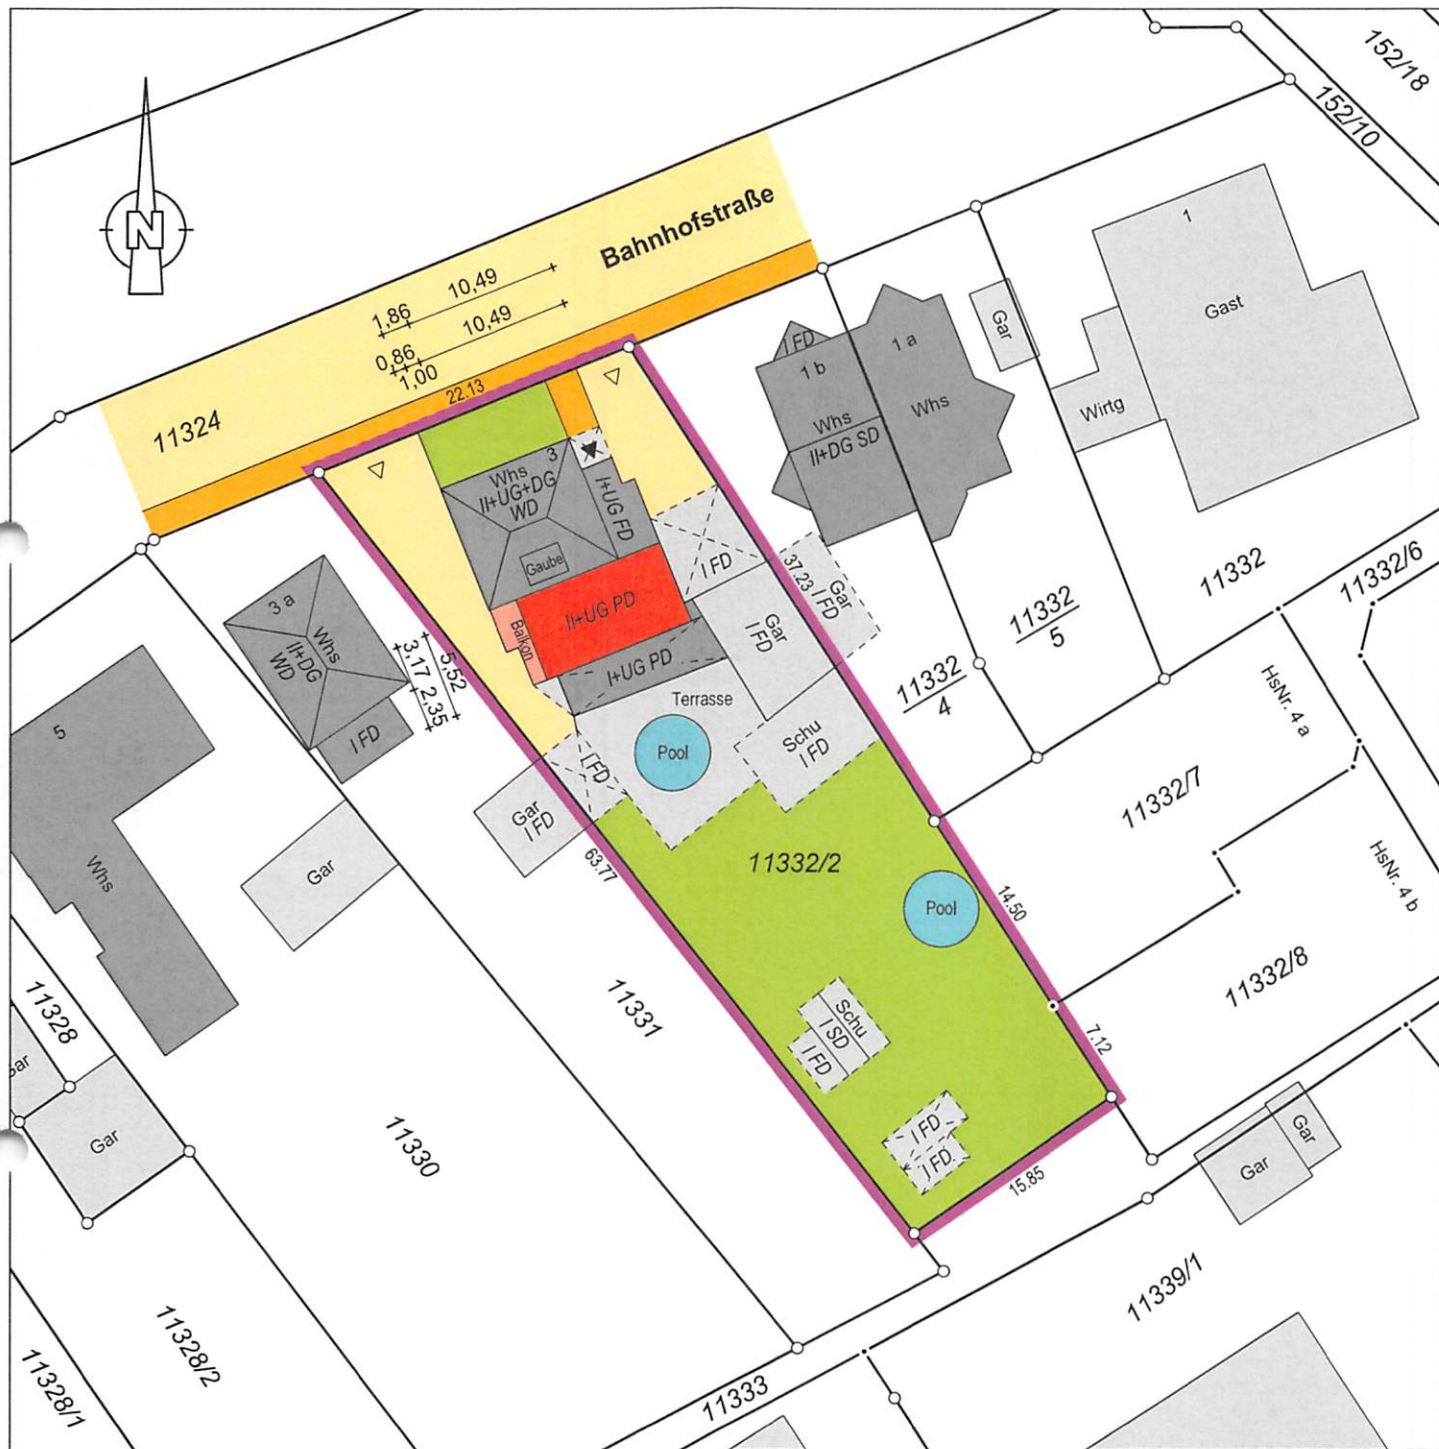 152/18
152/10
N
Bahnhofstraße
1
1,86 10,49
10,49
0,86
1,00
22.13
11324
Gast
Gar
1 a
I FD
1 b
Whs
Whs
II+DG SD
Wirtg
3
Whs
II+UG+DG
WD
I+UG FD
Gaube
I FD
37.23
Gar
I FD
II+UG PD
Balkon
I+UG PD
Gar
I FD
Terrasse
Pool
Schu
I FD
I FD
Gar
I FD
3 a
Whs
II+DG
WD
I FD
5,52
3,17 2,35
5
Whs
Gar
11332
5
11332
11332/6
11332
4
HsNr. 4 a
11332/7
HsNr. 4 b
63.77
11332/2
Pool
14.50
11332/8
7.12
Schu
I SD
I FD
I FD
I FD
15.85
11331
11330
11328
Gar
Gar
Gar
Gar
11339/1
11328/2
11328/1
11333